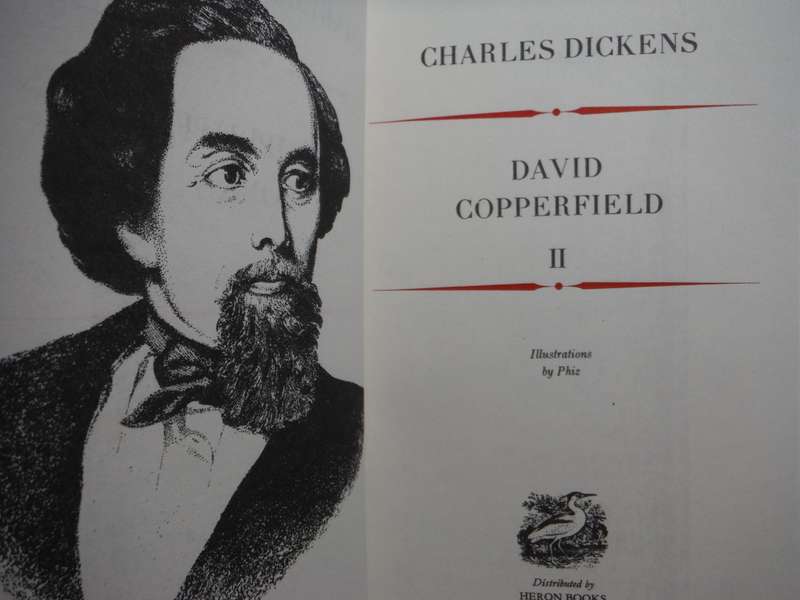 CHARLES DICKENS
DAVID
COPPERFIELD
II
Illustrations
by Phiz
Distributed by
HERON BOOKS